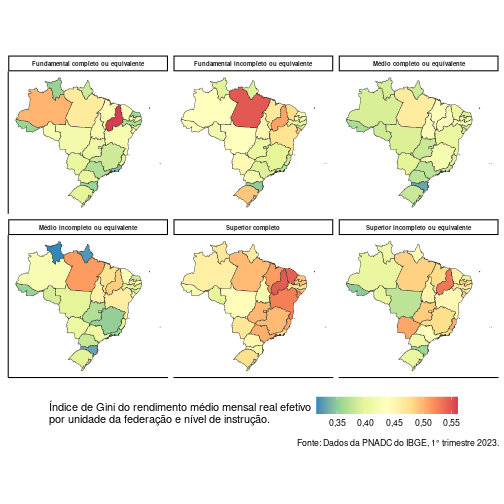 Fundamental completo ou equivalente
Fundamental incompleto ou equivalente
Médio completo ou equivalente
Médio incompleto ou equivalente
Superior completo
Superior incompleto ou equivalente
Índice de Gini do rendimento médio mensal real efetivo
por unidade da federação e nível de instrução.
0,35 0,40 0,45 0,50 0,55
Fonte: Dados da PNADC do IBGE, 1° trimestre 2023.